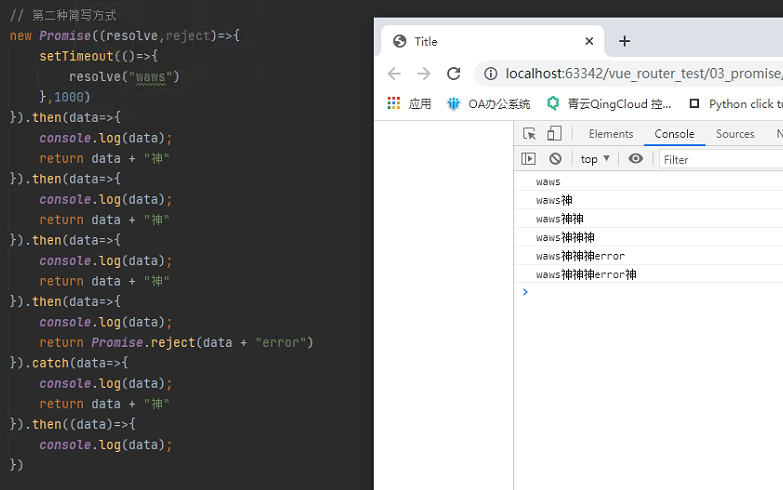 // 第二种简写方式
new Promise((resolve,reject)=>{
setTimeout(()=>{
resolve("waws")
},1000)
}).then(data=>{
console.log(data);
return data + "神"
}).then(data=>{
console.log(data);
return data + "神"
}).then(data=>{
console.log(data);
return data + "神"
}).then(data=>{
console.log(data);
return Promise.reject(data + "error")
}).catch(data=>{
console.log(data);
return data + "神"
}).then((data)=>{
console.log(data);
})
Title
localhost:63342/vue_router_test/03_promise/
应用 OA办公系统 青云QingCloud 控... Python click t
Elements Console Sources N
top Filter
waws
waws神
waws神神
waws神神神
waws神神神error
waws神神神error神